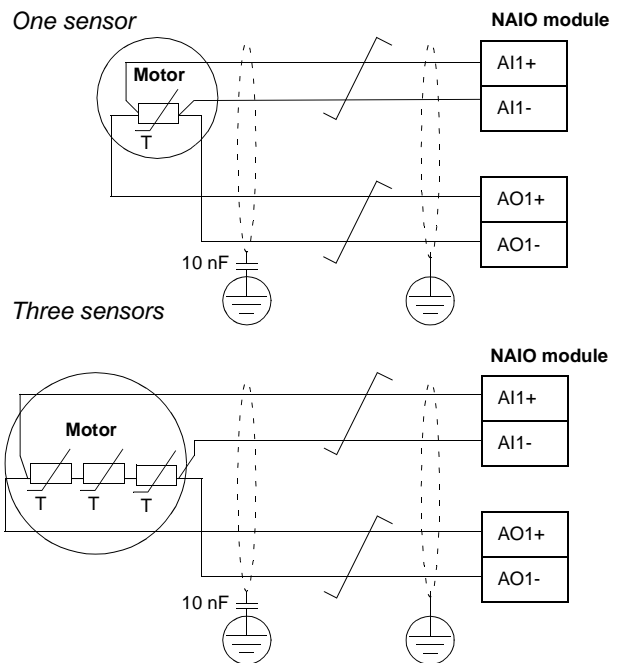 One sensor
NAIO module
Motor
T
AI1+
AI1-
AO1+
AO1-
10 nF
Three sensors
NAIO module
Motor
T T T
AI1+
AI1-
AO1+
AO1-
10 nF